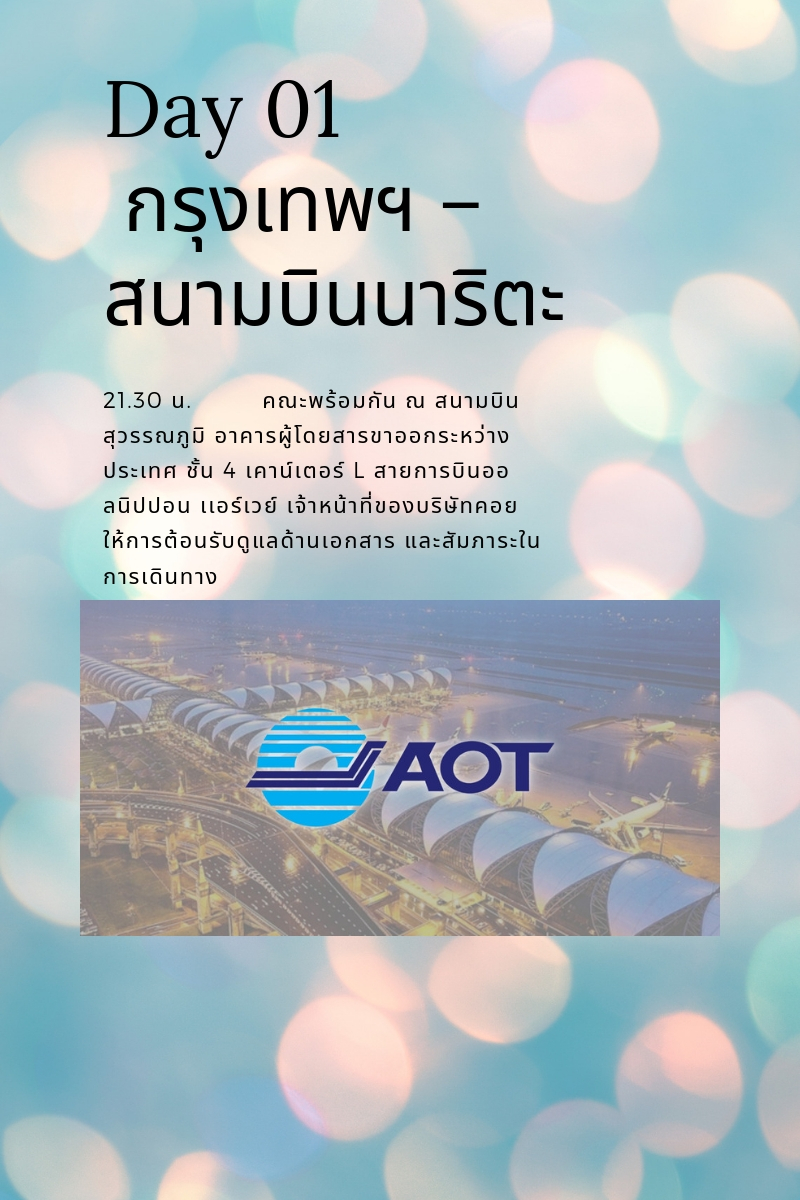 Day 01
กรุงเทพฯ –
สนามบินนาริตะ
21.30 น. คณะพร้อมกัน ณ สนามบิน
สุวรรณภูมิ อาคารผู้โดยสารขาออกระหว่าง
ประเทศ ชั้น 4 เคาน์เตอร์ L สายการบินออ
ลนิปปอน เเอร์เวย์ เจ้าหน้าที่ของบริษัทคอย
ให้การต้อนรับดูแลด้านเอกสาร และสัมภาระใน
การเดินทาง
AOT